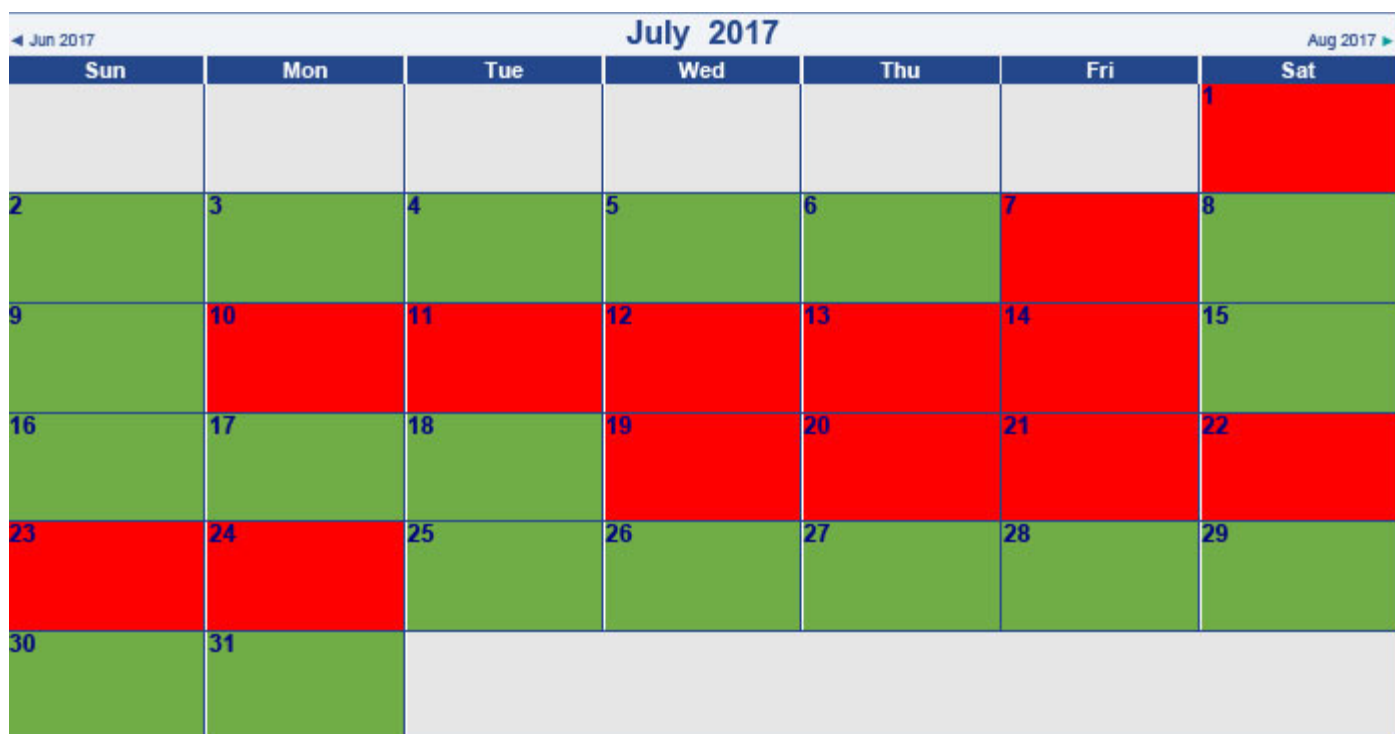 ◄ Jun 2017 July 2017 Aug 2017 ►
Sun Mon Tue Wed Thu Fri Sat
1
2 3 4 5 6 7 8
9 10 11 12 13 14 15
16 17 18 19 20 21 22
23 24 25 26 27 28 29
30 31